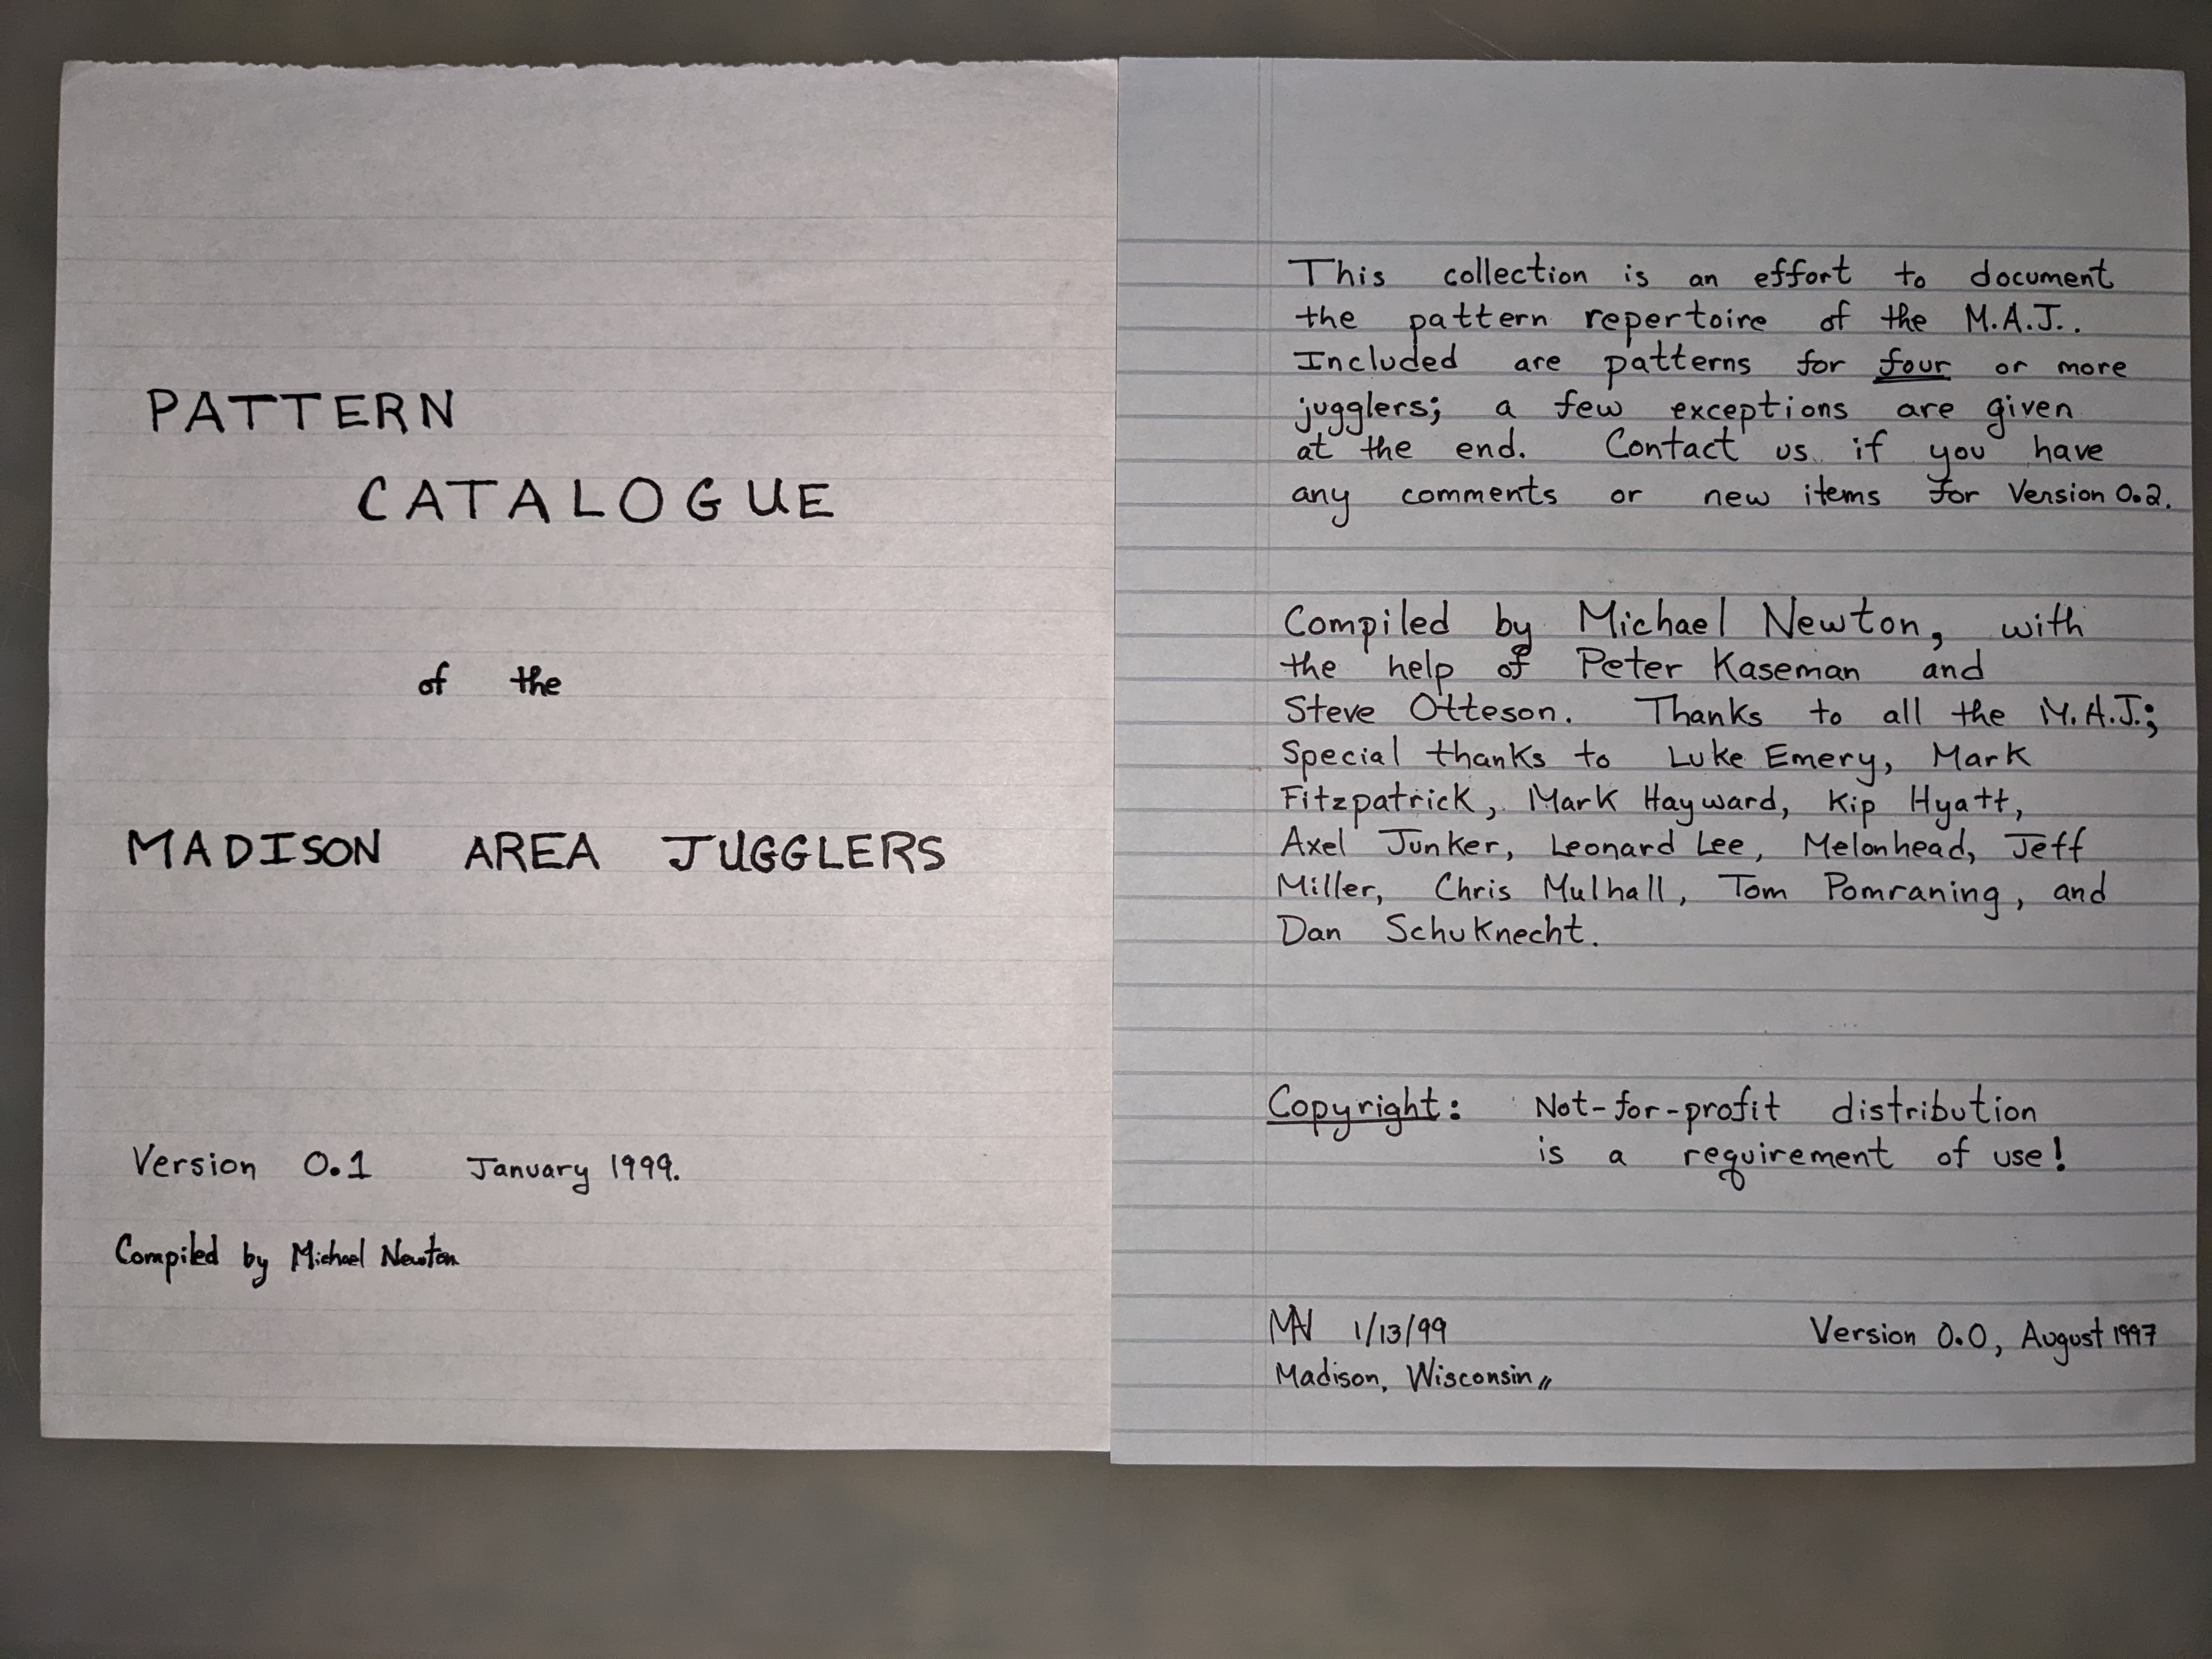 PATTERN
CATALOGUE
of the
MADISON AREA JUGGLERS
Version 0.1 January 1999.
Compiled by Michael Newton
This collection is an effort to document
the pattern repertoire of the M.A.J..
Included are patterns for four or more
jugglers; a few exceptions are given
at the end. Contact us if you have
any comments or new items for Version 0.2.
Compiled by Michael Newton, with
the help of Peter Kaseman and
Steve Otteson. Thanks to all the M.A.J.;
Special thanks to Luke Emery, Mark
Fitzpatrick, Mark Hayward, Kip Hyatt,
Axel Junker, Leonard Lee, Melonhead, Jeff
Miller, Chris Mulhall, Tom Pomraning, and
Dan Schuknecht.
Copyright: Not-for-profit distribution
is a requirement of use!
MN 1/13/99 Version 0.0, August 1997
Madison, Wisconsin //